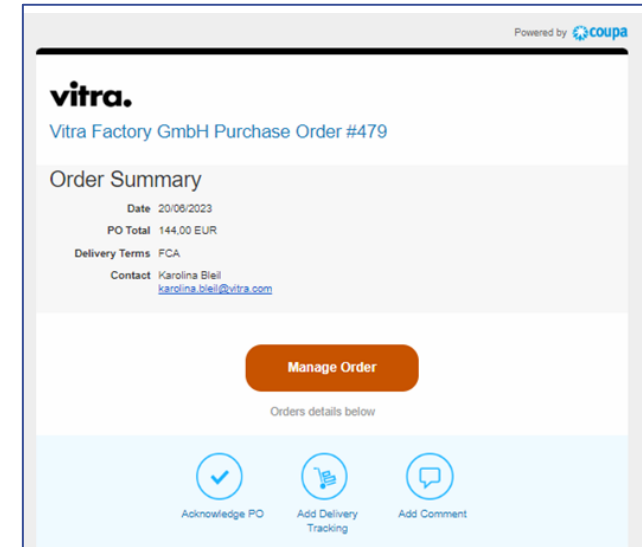 Powered by coupa
vitra.
Vitra Factory GmbH Purchase Order #479
Order Summary
Date 20/06/2023
PO Total 144,00 EUR
Delivery Terms FCA
Contact Karolina Bleil
karolina.bleil@vitra.com
Manage Order
Orders details below
Acknowledge PO
Add Delivery
Tracking
Add Comment